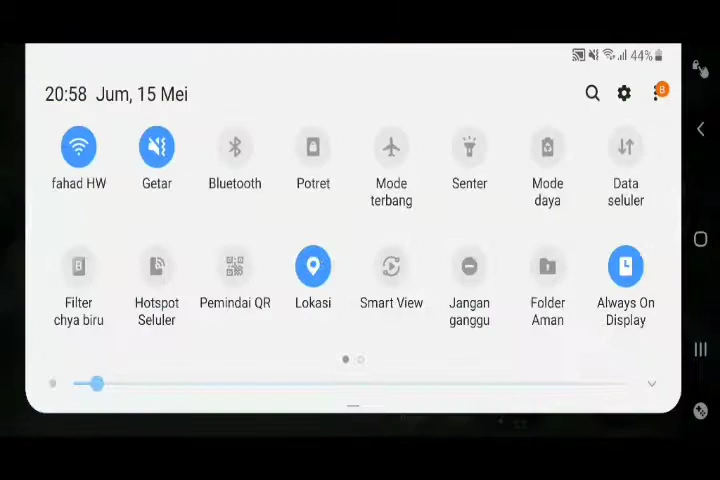 44%
20:58 Jum, 15 Mei
B
fahad HW
Getar
Bluetooth
Potret
Mode
terbang
Senter
Mode
daya
Data
seluler
B
Filter
chya biru
Hotspot
Seluler
Pemindai QR
Lokasi
Smart View
Jangan
ganggu
Folder
Aman
Always On
Display